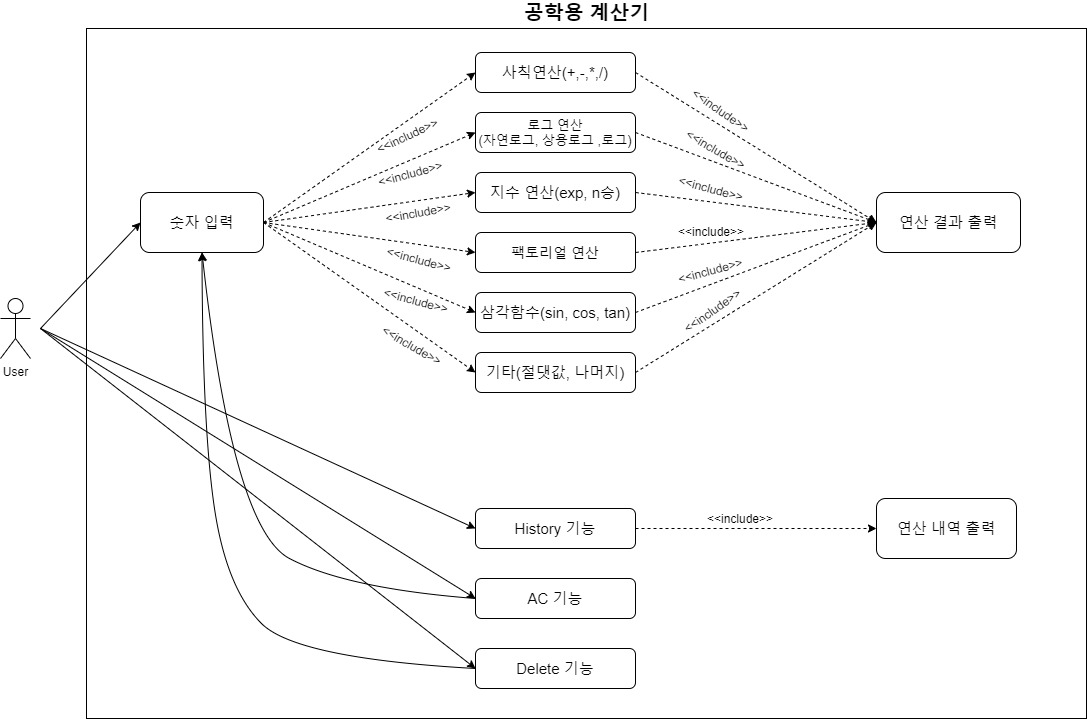 공학용 계산기
사칙연산(+,-,*,/)
<<include>>
<<include>>
로그 연산
(자연로그, 상용로그 ,로그)
<<include>>
<<include>>
지수 연산(exp, n승)
<<include>>
<<include>>
숫자 입력
연산 결과 출력
팩토리얼 연산
<<include>>
<<include>>
<<include>>
<<include>>
삼각함수(sin, cos, tan)
<<include>>
<<include>>
User
기타(절댓값, 나머지)
History 기능
<<include>>
연산 내역 출력
AC 기능
Delete 기능